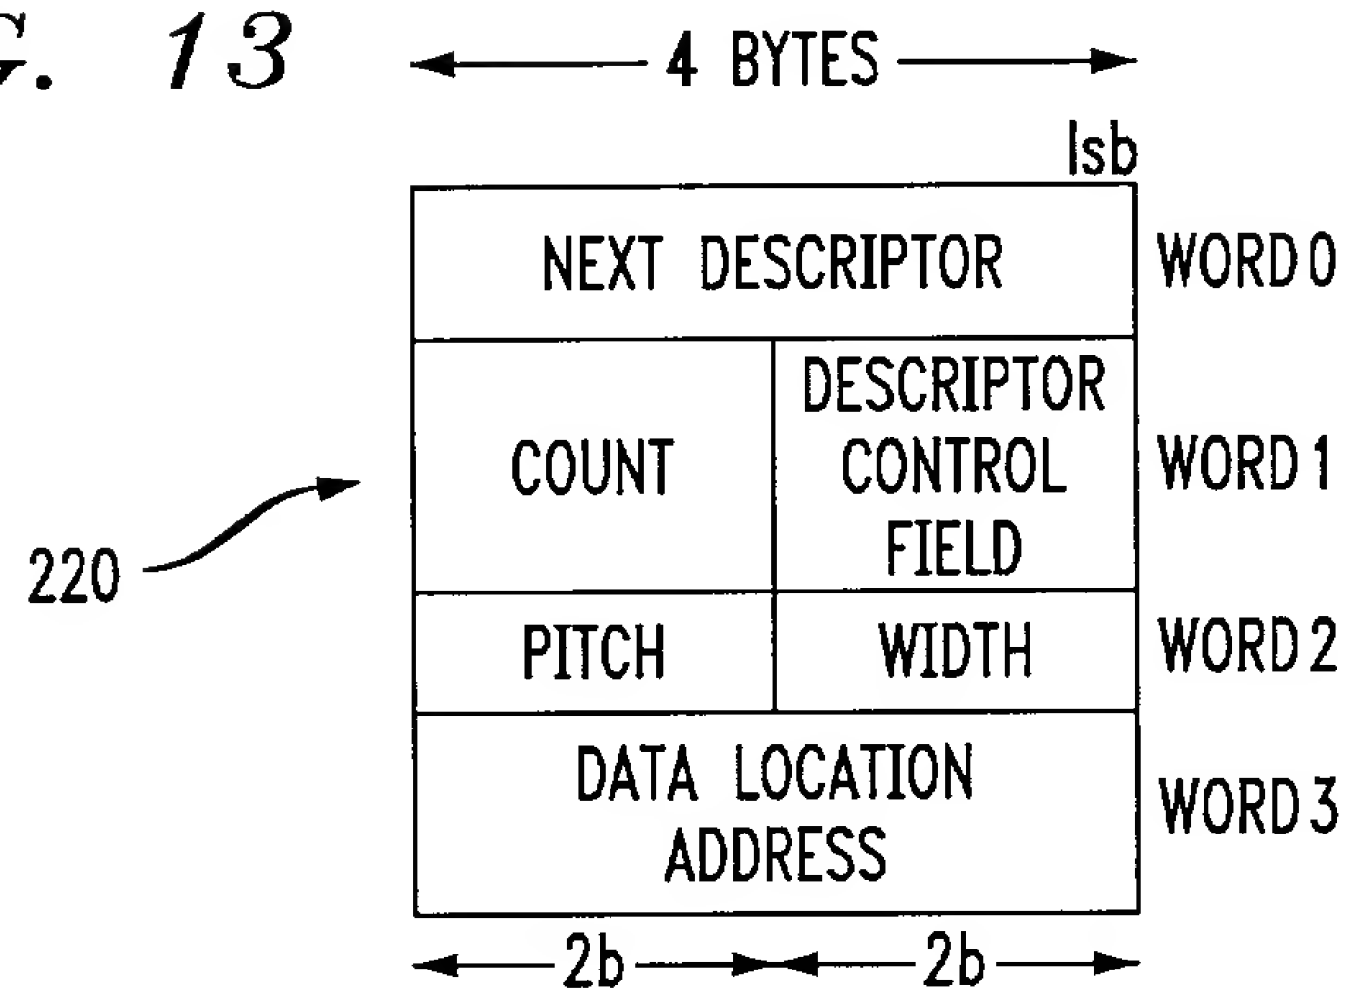 G. 13
4 BYTES
lsb
NEXT DESCRIPTOR WORD 0
COUNT DESCRIPTOR CONTROL FIELD WORD 1
220
PITCH WIDTH WORD 2
DATA LOCATION ADDRESS WORD 3
2b 2b